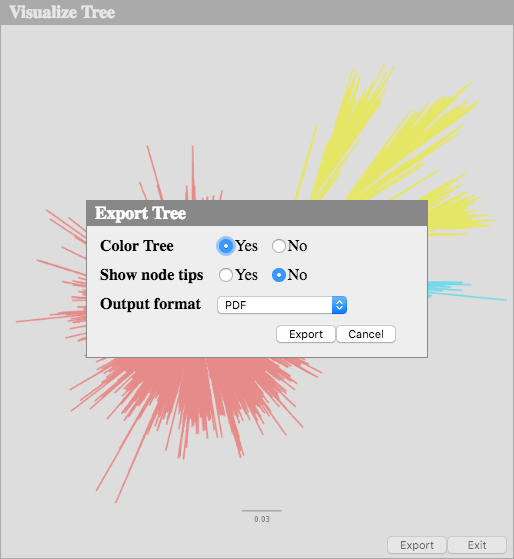 Visualize Tree
Export Tree
Color Tree Yes No
Show node tips Yes No
Output format PDF
Export Cancel
0.03
Export Exit